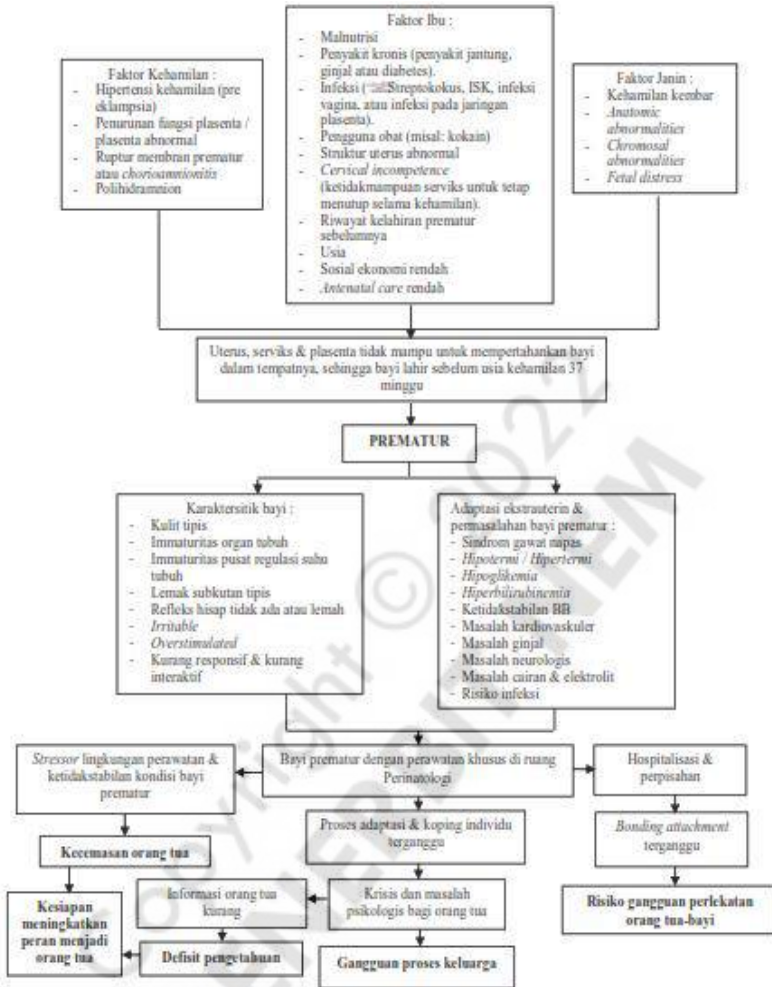 Faktor Kehamilan :
- Hipertensi kehamilan (pre
eklampsia)
- Penurunan fungsi plasenta /
plasenta abnormal
- Ruptur membran prematur
atau chorioamnionitis
- Polihidramnion
Faktor Ibu :
- Malnutrisi
- Penyakit kronis (penyakit jantung,
ginjal atau diabetes).
- Infeksi (Streptokokus, ISK, infeksi
vagina, atau infeksi pada jaringan
plasenta).
- Pengguna obat (misal: kokain)
- Struktur uterus abnormal
- Cervical incompetence
(ketidakmampuan serviks untuk tetap
menutup selama kehamilan).
- Riwayat kelahiran prematur
sebelumnya
- Usia
- Sosial ekonomi rendah
- Antenatal care rendah
Faktor Janin :
- Kehamilan kembar
- Anatomic
abnormalities
- Chromosal
abnormalities
- Fetal distress
Uterus, serviks & plasenta tidak mampu untuk mempertahankan bayi
dalam tempatnya, sehingga bayi lahir sebelum usia kehamilan 37
minggu
PREMATUR
Karaktersitik bayi :
- Kulit tipis
- Immaturitas organ tubuh
- Immaturitas pusat regulasi suhu
tubuh
- Lemak subkutan tipis
- Refleks hisap tidak ada atau lemah
- Irritable
- Overstimulated
- Kurang responsif & kurang
interaktif
Adaptasi ekstrauterin &
permasalahan bayi prematur :
- Sindrom gawat napas
- Hipotermi / Hipertermi
- Hipoglikemia
- Hiperbilirubinemia
- Ketidakstabilan BB
- Masalah kardiovaskuler
- Masalah ginjal
- Masalah neurologis
- Masalah cairan & elektrolit
- Risiko infeksi
Stressor lingkungan perawatan &
ketidakstabilan kondisi bayi
prematur
Bayi prematur dengan perawatan khusus di ruang
Perinatologi
Hospitalisasi &
perpisahan
Kecemasan orang tua
Proses adaptasi & koping individu
terganggu
Bonding attachment
terganggu
Kesiapan
meningkatkan
peran menjadi
orang tua
Informasi orang tua
kurang
Krisis dan masalah
psikologis bagi orang tua
Risiko gangguan perlekatan
orang tua-bayi
Defisit pengetahuan
Gangguan proses keluarga
Copyright © 2022
PENERBIT NEM